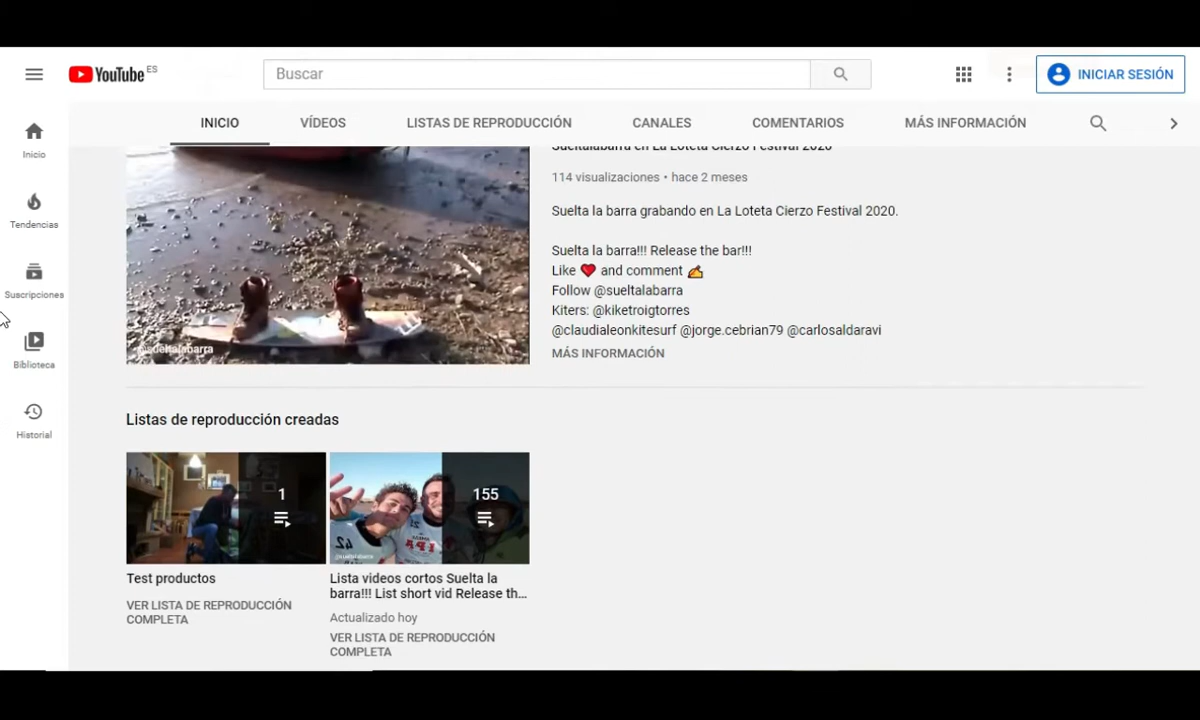 YouTube ES
Buscar
INICIAR SESIÓN
INICIO
VÍDEOS
LISTAS DE REPRODUCCIÓN
CANALES
COMENTARIOS
MÁS INFORMACIÓN
Inicio
Tendencias
Suscripciones
Biblioteca
Historial
Sueltalabarra en La Loteta Cierzo Festival 2020
114 visualizaciones • hace 2 meses
Suelta la barra grabando en La Loteta Cierzo Festival 2020.
Suelta la barra!!! Release the bar!!!
Like ❤ and comment ✍
Follow @sueltalabarra
Kiters: @kiketroigtorres
@claudialeonkitesurf @jorge.cebrian79 @carlosaldaravi
MÁS INFORMACIÓN
@sueltalabarra
Listas de reproducción creadas
1
155
@sueltalabarra
Test productos
VER LISTA DE REPRODUCCIÓN
COMPLETA
Lista videos cortos Suelta la
barra!!! List short vid Release th...
Actualizado hoy
VER LISTA DE REPRODUCCIÓN
COMPLETA